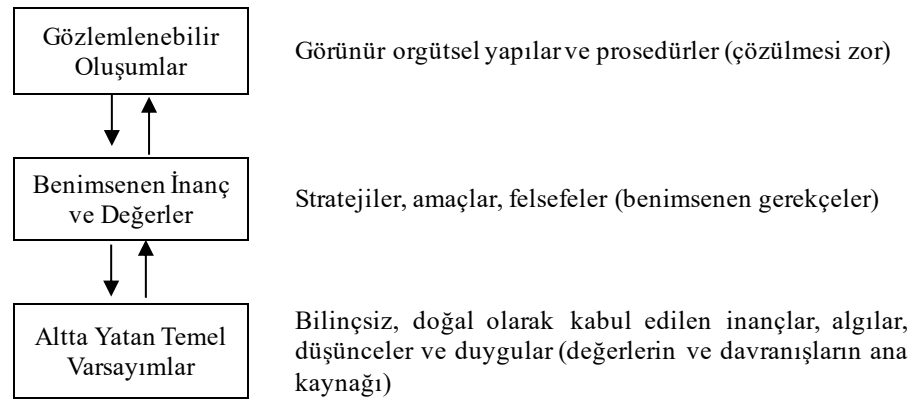 Gözlemlenebilir
Oluşumlar
Görünür orgütsel yapılar ve prosedürler (çözülmesi zor)
Benimsenen İnanç
ve Değerler
Stratejiler, amaçlar, felsefeler (benimsenen gerekçeler)
Altta Yatan Temel
Varsayımlar
Bilinçsiz, doğal olarak kabul edilen inançlar, algılar,
düşünceler ve duygular (değerlerin ve davranışların ana
kaynağı)